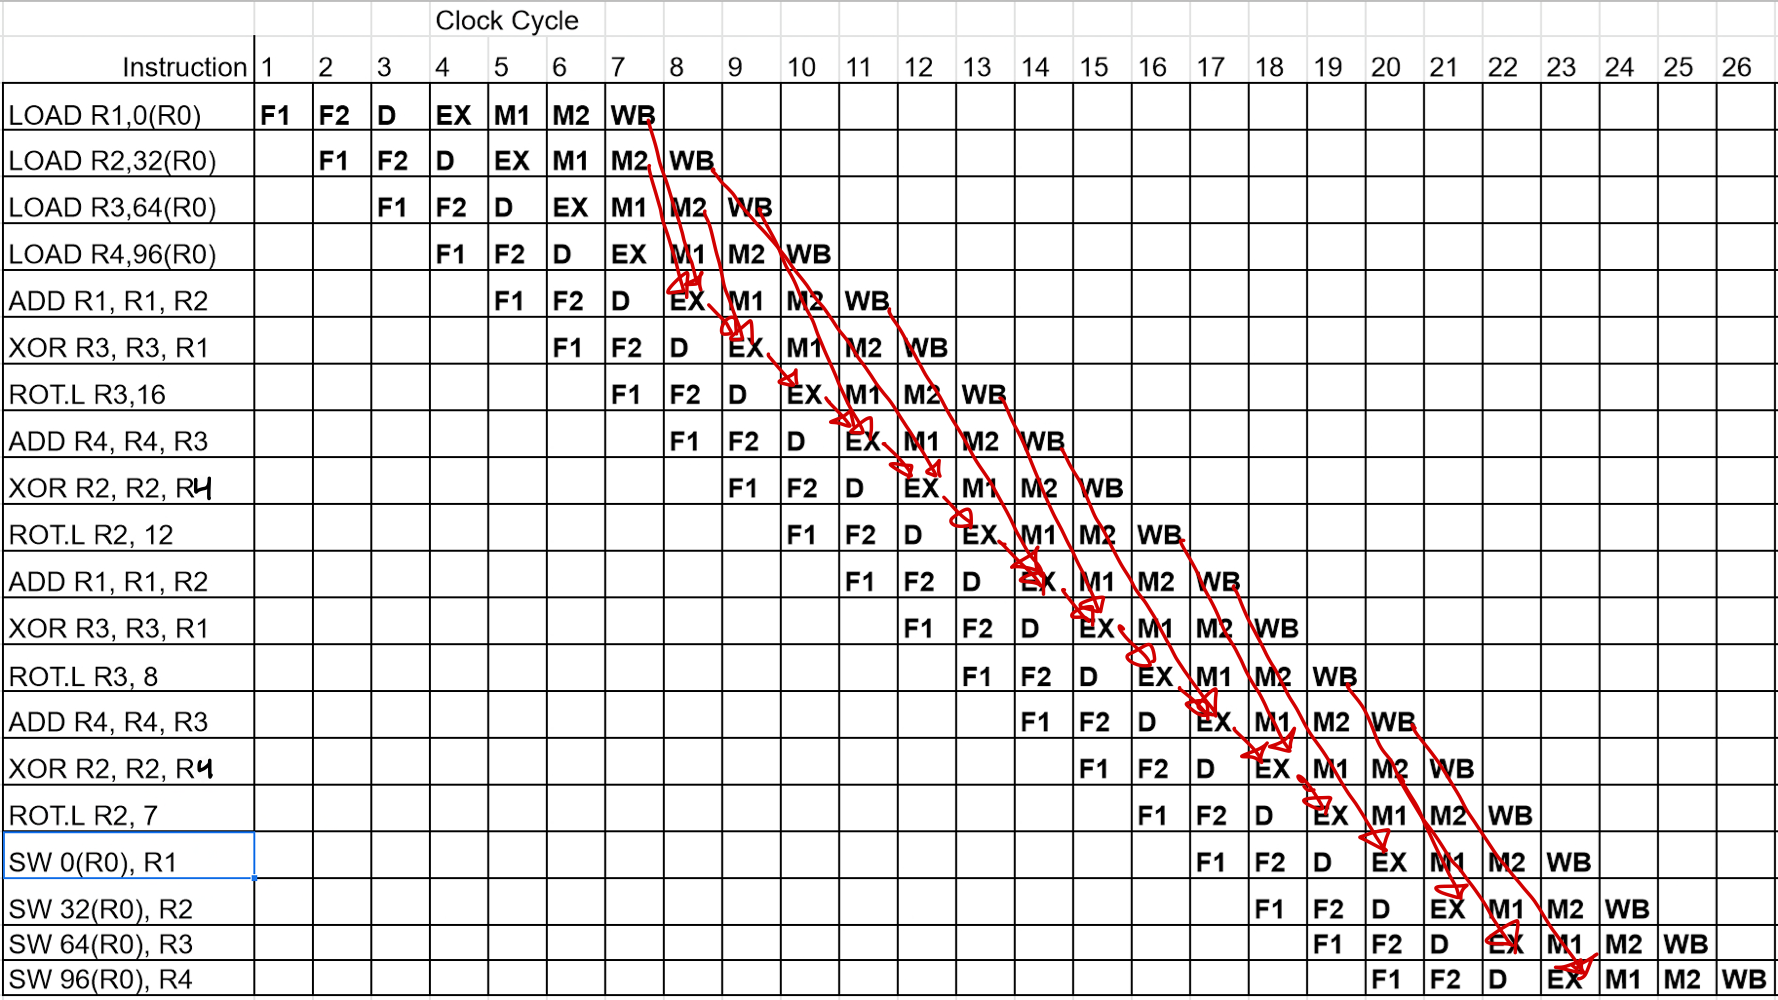 Clock Cycle
Instruction 1 2 3 4 5 6 7 8 9 10 11 12 13 14 15 16 17 18 19 20 21 22 23 24 25 26
LOAD R1,0(R0) F1 F2 D EX M1 M2 WB
LOAD R2,32(R0) F1 F2 D EX M1 M2 WB
LOAD R3,64(R0) F1 F2 D EX M1 M2 WB
LOAD R4,96(R0) F1 F2 D EX M1 M2 WB
ADD R1, R1, R2 F1 F2 D EX M1 M2 WB
XOR R3, R3, R1 F1 F2 D EX M1 M2 WB
ROT.L R3,16 F1 F2 D EX M1 M2 WB
ADD R4, R4, R3 F1 F2 D EX M1 M2 WB
XOR R2, R2, R4 F1 F2 D EX M1 M2 WB
ROT.L R2, 12 F1 F2 D EX M1 M2 WB
ADD R1, R1, R2 F1 F2 D EX M1 M2 WB
XOR R3, R3, R1 F1 F2 D EX M1 M2 WB
ROT.L R3, 8 F1 F2 D EX M1 M2 WB
ADD R4, R4, R3 F1 F2 D EX M1 M2 WB
XOR R2, R2, R4 F1 F2 D EX M1 M2 WB
ROT.L R2, 7 F1 F2 D EX M1 M2 WB
SW 0(R0), R1 F1 F2 D EX M1 M2 WB
SW 32(R0), R2 F1 F2 D EX M1 M2 WB
SW 64(R0), R3 F1 F2 D EX M1 M2 WB
SW 96(R0), R4 F1 F2 D EX M1 M2 WB